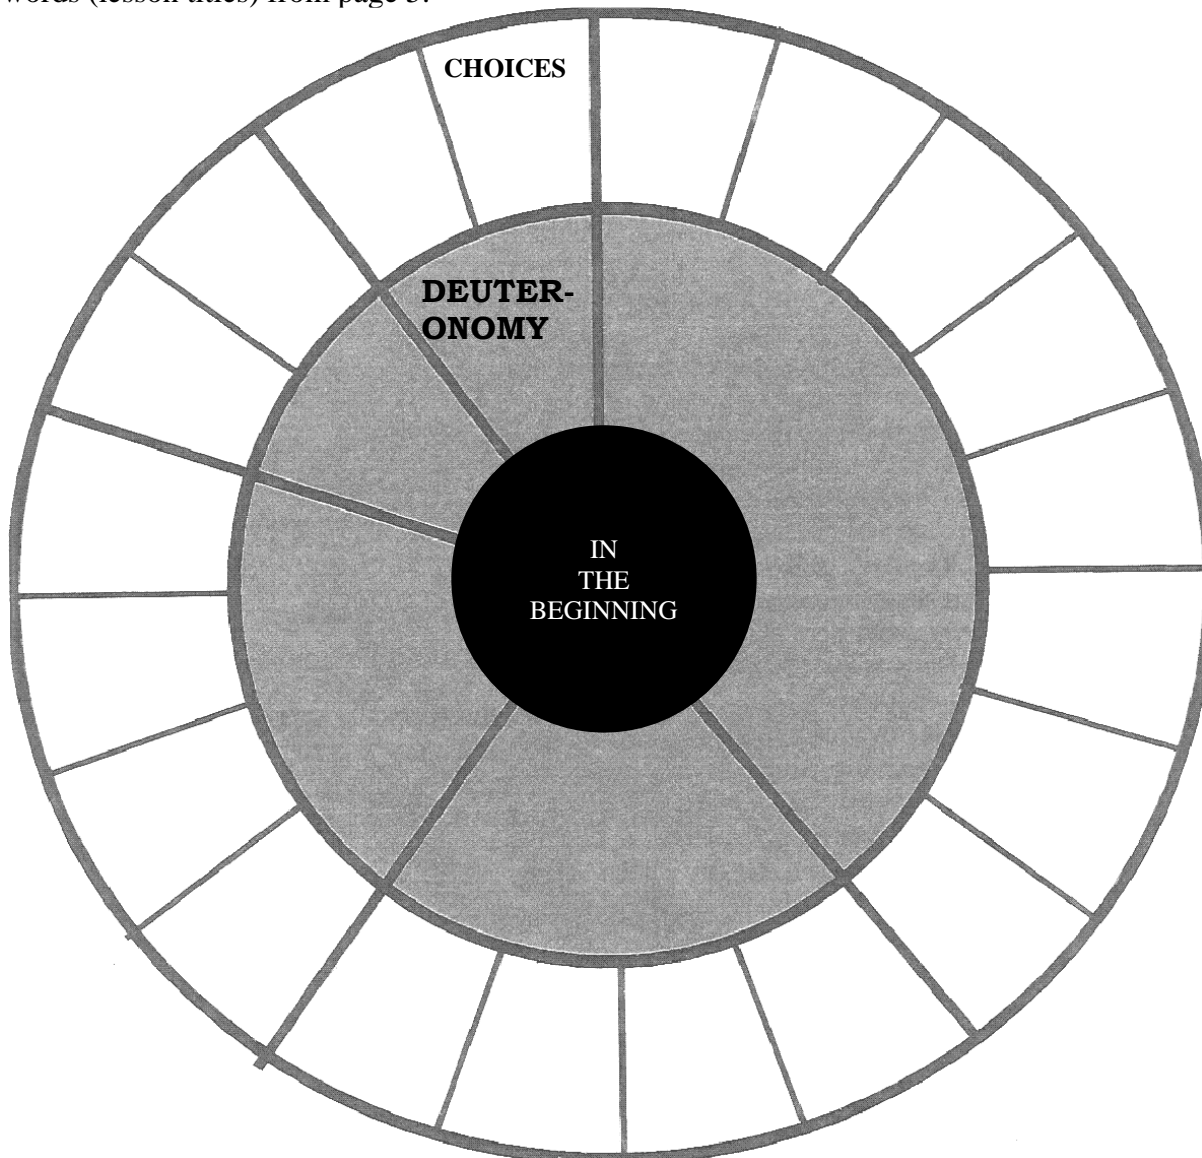 words (lesson titles) from page 3.
CHOICES
DEUTER-
ONOMY
IN
THE
BEGINNING